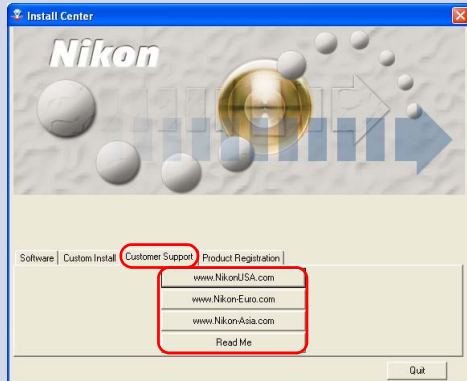 Install Center
Nikon
Software Custom Install Customer Support Product Registration
www.NikonUSA.com
www.Nikon-Euro.com
www.Nikon-Asia.com
Read Me
Quit